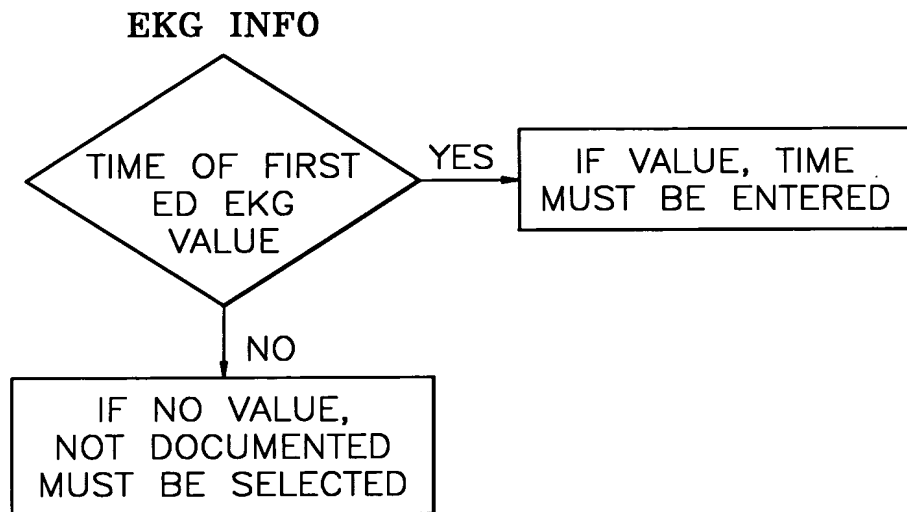 EKG INFO
TIME OF FIRST
ED EKG
VALUE
YES
IF VALUE, TIME
MUST BE ENTERED
NO
IF NO VALUE,
NOT DOCUMENTED
MUST BE SELECTED